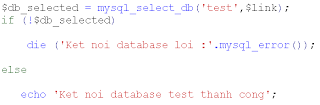 $db_selected = mysql_select_db('test',$link);
if (!$db_selected)
die ('Ket noi database loi :'.mysql_error());
else
echo 'Ket noi database test thanh cong';